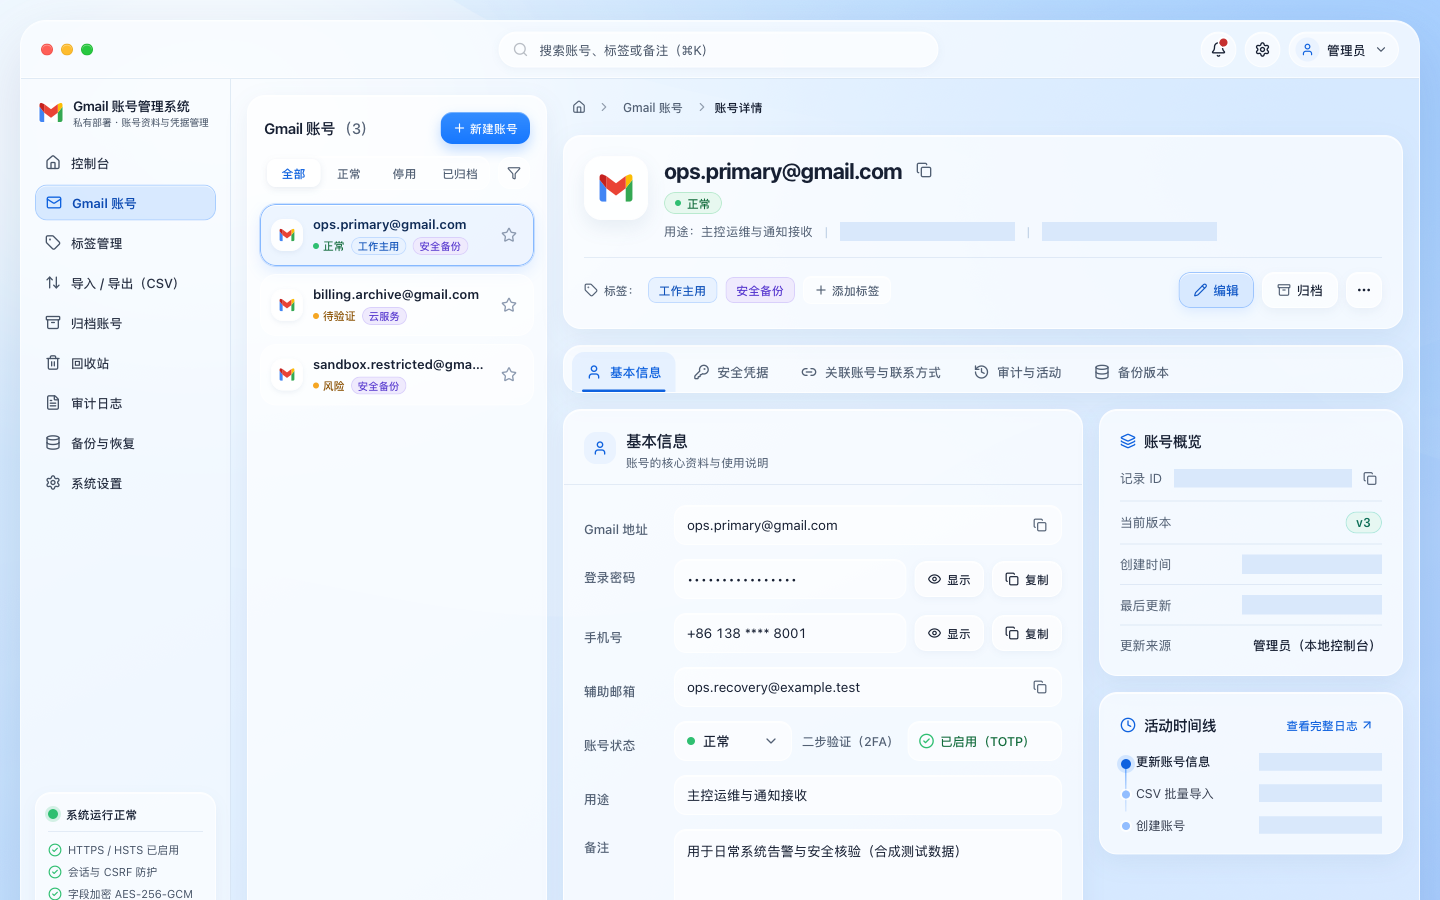 搜索账号、标签或备注（⌘K）
管理员
Gmail 账号管理系统
私有部署 · 账号资料与凭据管理
控制台
Gmail 账号
标签管理
导入 / 导出（CSV）
归档账号
回收站
审计日志
备份与恢复
系统设置
系统运行正常
HTTPS / HSTS 已启用
会话与 CSRF 防护
字段加密 AES-256-GCM
Gmail 账号 （3）
新建账号
全部 正常 停用 已归档
ops.primary@gmail.com
正常 工作主用 安全备份
billing.archive@gmail.com
待验证 云服务
sandbox.restricted@gma...
风险 安全备份
Gmail 账号 账号详情
ops.primary@gmail.com
正常
用途：主控运维与通知接收 | |
标签： 工作主用 安全备份 添加标签
编辑 归档
基本信息 安全凭据 关联账号与联系方式 审计与活动 备份版本
基本信息
账号的核心资料与使用说明
Gmail 地址 ops.primary@gmail.com
登录密码 •••••••••••••••• 显示 复制
手机号 +86 138 **** 8001 显示 复制
辅助邮箱 ops.recovery@example.test
账号状态 正常 二步验证（2FA） 已启用（TOTP）
用途 主控运维与通知接收
备注 用于日常系统告警与安全核验（合成测试数据）
账号概览
记录 ID
当前版本 v3
创建时间
最后更新
更新来源 管理员（本地控制台）
活动时间线 查看完整日志
更新账号信息
CSV 批量导入
创建账号